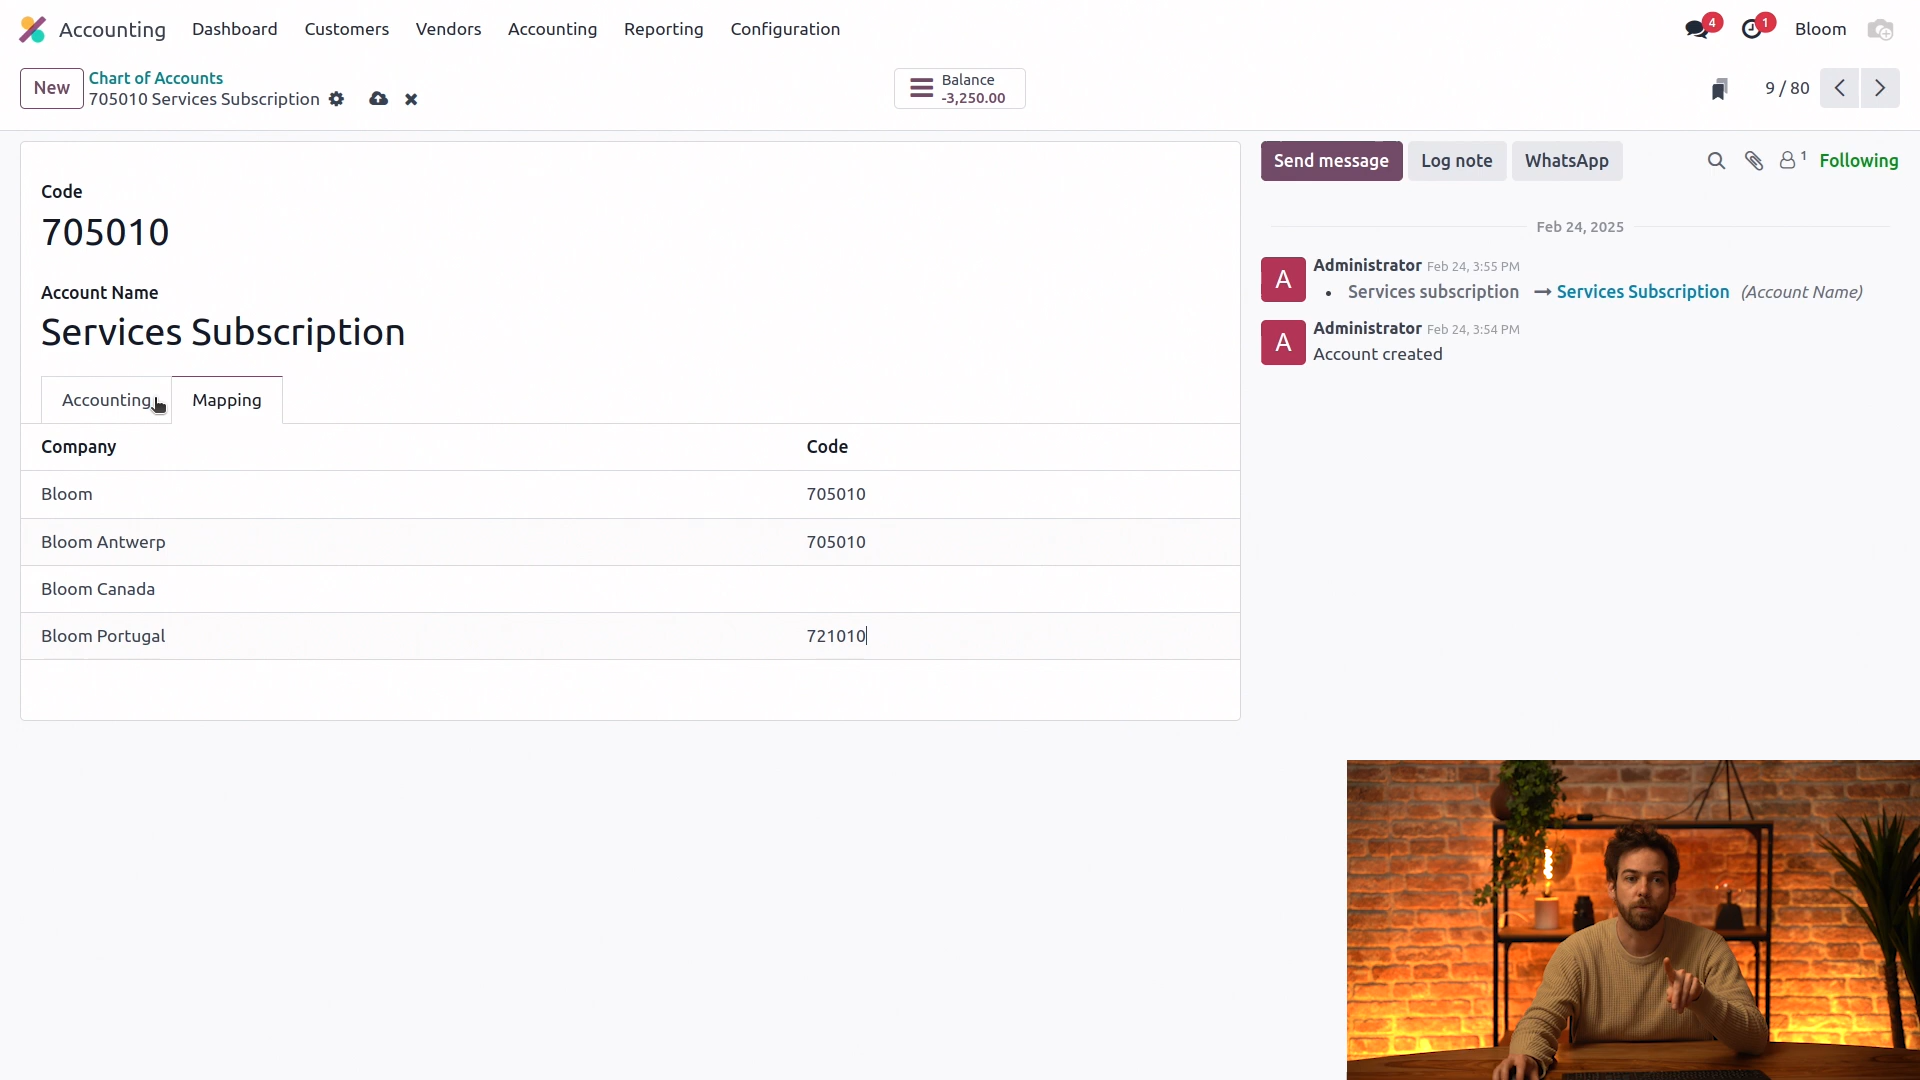 Accounting Dashboard Customers Vendors Accounting Reporting Configuration 4 1 Bloom
New
Chart of Accounts
705010 Services Subscription
Balance
-3,250.00
9 / 80
Code
705010
Account Name
Services Subscription
Accounting Mapping
Company Code
Bloom 705010
Bloom Antwerp 705010
Bloom Canada
Bloom Portugal 721010
Send message Log note WhatsApp 1 Following
Feb 24, 2025
A
Administrator Feb 24, 3:55 PM
• Services subscription → Services Subscription (Account Name)
A
Administrator Feb 24, 3:54 PM
Account created